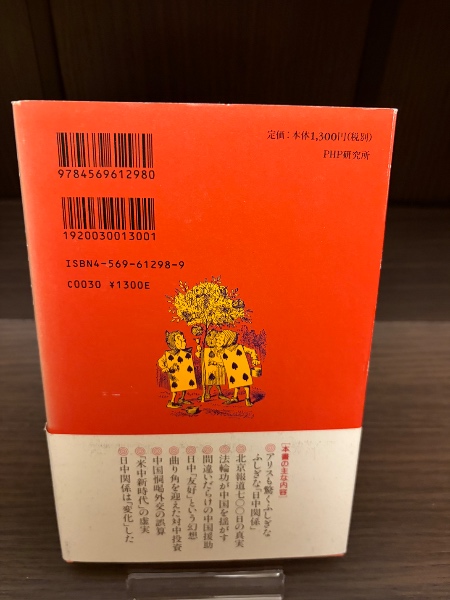 9784569612980
1920030013001
ISBN4-569-61298-9
C0030 ¥1300E
定価：本体1,300円(税別)
PHP研究所
[本書の主な内容]
アリスも驚くふしぎな
ふしぎな「日中関係」
北京報道七〇〇日の真実
法輪功が中国を揺がす
間違いだらけの中国援助
日中「友好」という幻想
曲り角を迎えた対中投資
中国恫喝外交の誤算
「米中新時代」の虚実
日中関係は「変化」した